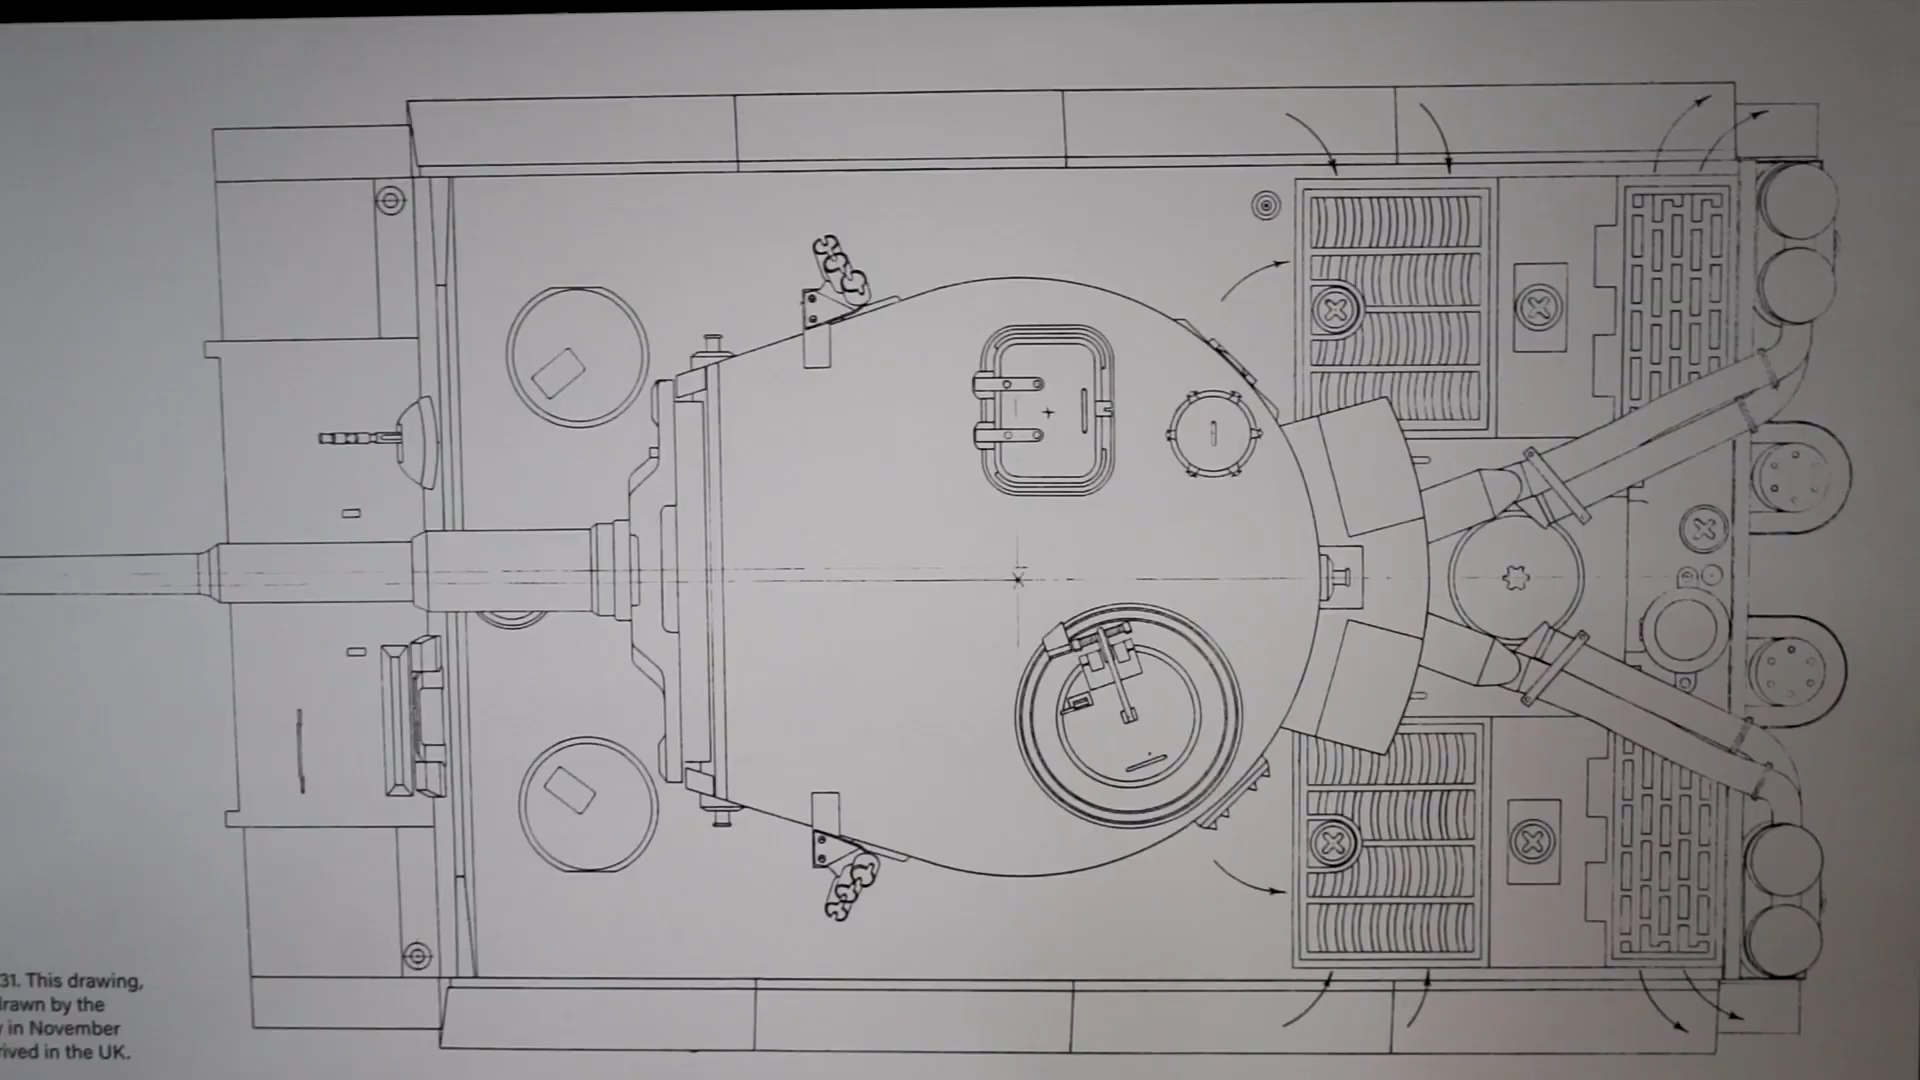 31. This drawing,
drawn by the
in November
rived in the UK.